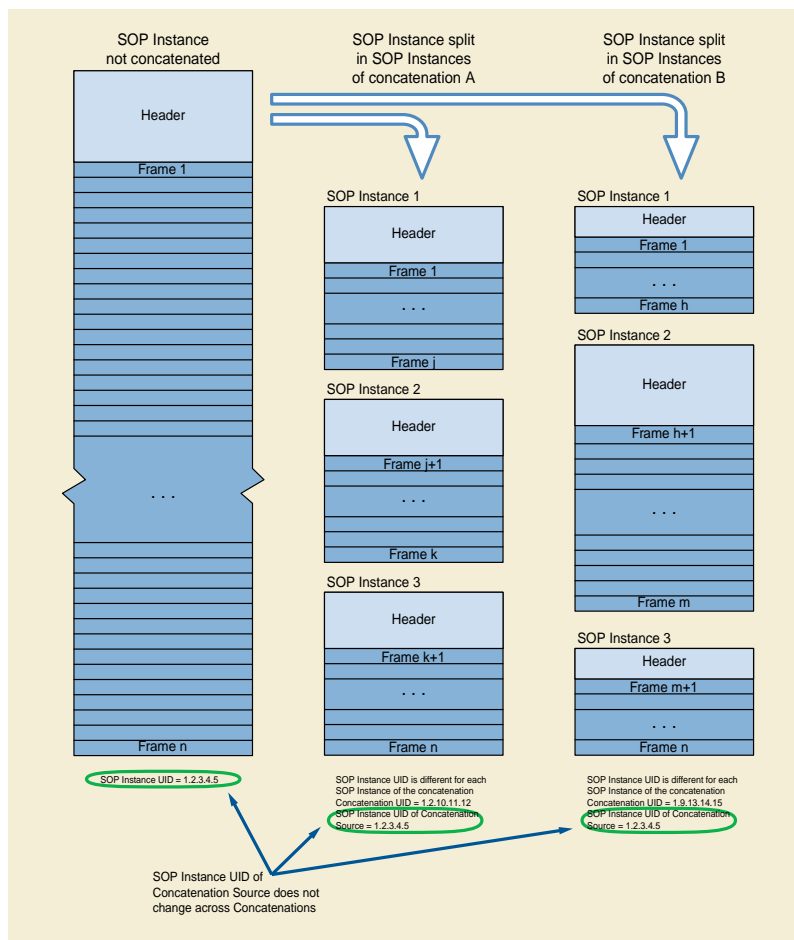 SOP Instance
not concatenated
Header
Frame 1
. . .
Frame n
SOP Instance UID = 1.2.3.4.5
SOP Instance split
in SOP Instances
of concatenation A
SOP Instance 1
Header
Frame 1
. . .
Frame j
SOP Instance 2
Header
Frame j+1
. . .
Frame k
SOP Instance 3
Header
Frame k+1
. . .
Frame n
SOP Instance UID is different for each
SOP Instance of the concatenation
Concatenation UID = 1.2.10.11.12
SOP Instance UID of Concatenation
Source = 1.2.3.4.5
SOP Instance split
in SOP Instances
of concatenation B
SOP Instance 1
Header
Frame 1
. . .
Frame h
SOP Instance 2
Header
Frame h+1
. . .
Frame m
SOP Instance 3
Header
Frame m+1
. . .
Frame n
SOP Instance UID is different for each
SOP Instance of the concatenation
Concatenation UID = 1.9.13.14.15
SOP Instance UID of Concatenation
Source = 1.2.3.4.5
SOP Instance UID of
Concatenation Source does not
change across Concatenations